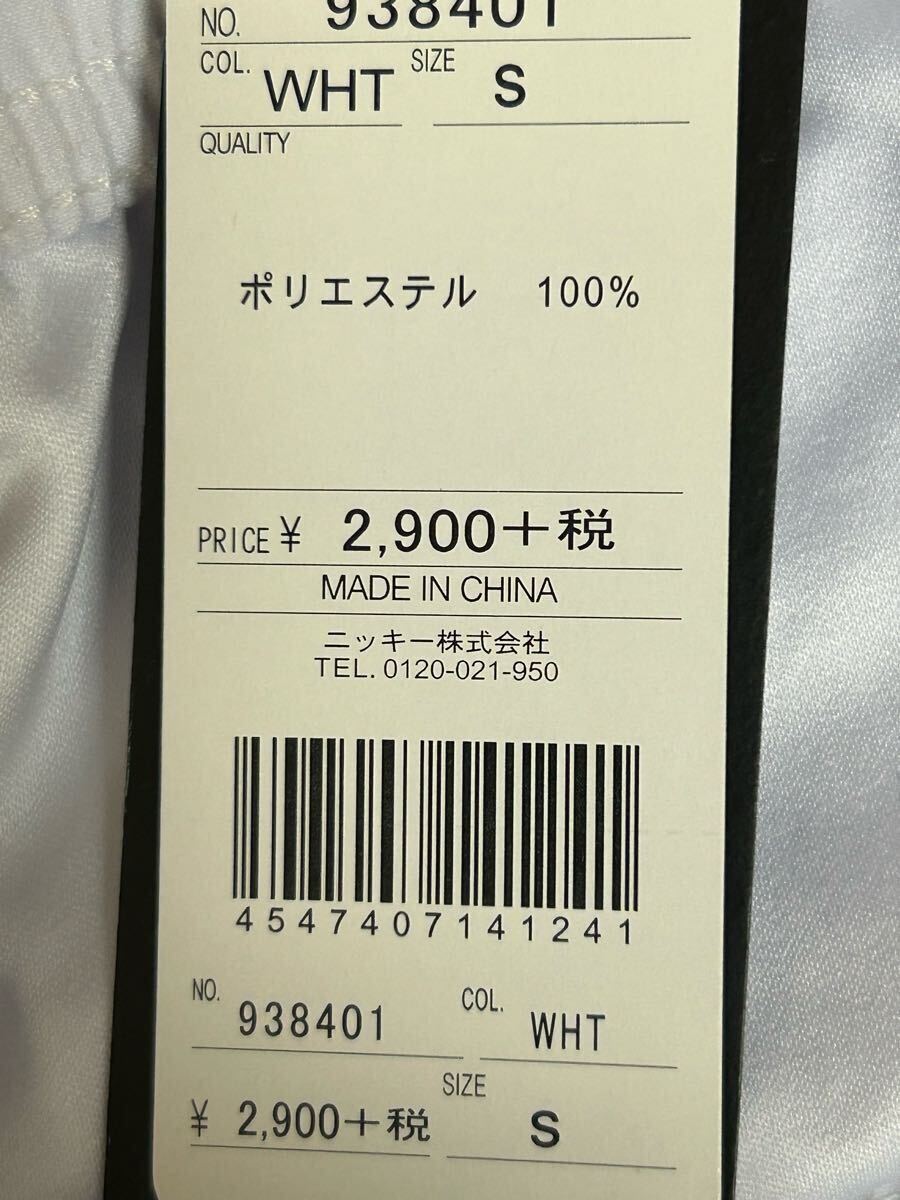 NO. 938401
COL. WHT SIZE S
QUALITY
ポリエステル 100%
PRICE ¥ 2,900+税
MADE IN CHINA
ニッキー株式会社
TEL. 0120-021-950
4547407141241
NO. 938401 COL. WHT
¥ 2,900+税 SIZE S